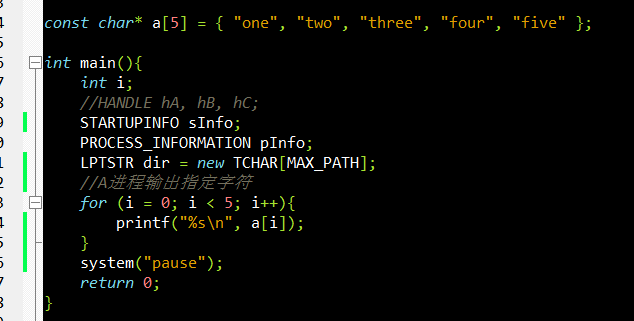 const char* a[5] = { "one", "two", "three", "four", "five" };
int main(){
int i;
//HANDLE hA, hB, hC;
STARTUPINFO sInfo;
PROCESS_INFORMATION pInfo;
LPTSTR dir = new TCHAR[MAX_PATH];
//A进程输出指定字符
for (i = 0; i < 5; i++){
printf("%s\n", a[i]);
}
system("pause");
return 0;
}